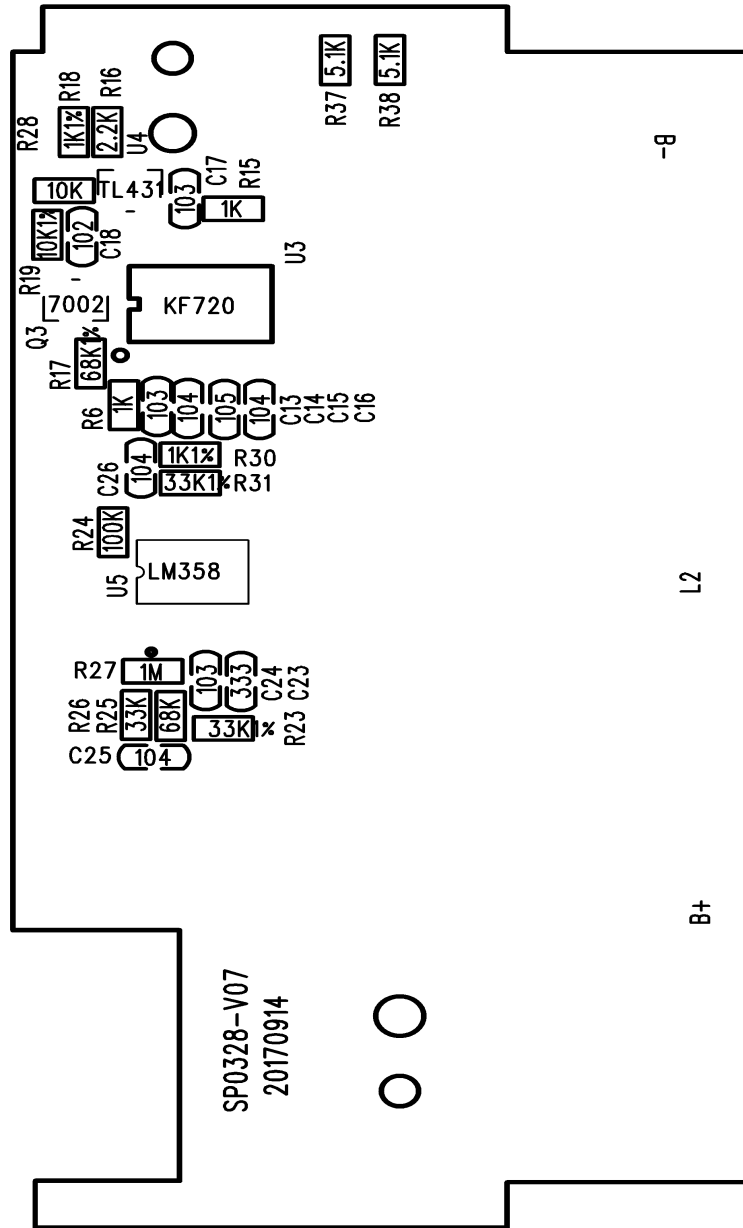 5.1K
5.1K
R37
R38
R18
R16
R28
1K1%
2.2K
U4
B-
10K
TL431
C17
R15
103
1K
10K1%
102
C18
U3
R19
7002
KF720
Q3
R17
68K1%
R6
1K
103
104
105
104
C13
C14
C15
C16
C26
104
1K1%
R30
33K1%
R31
R24
100K
U5
LM358
L2
R27
1M
103
333
C24
C23
R26
R25
33K
68K
33K1%
R23
C25
104
B+
SP0328-V07
20170914